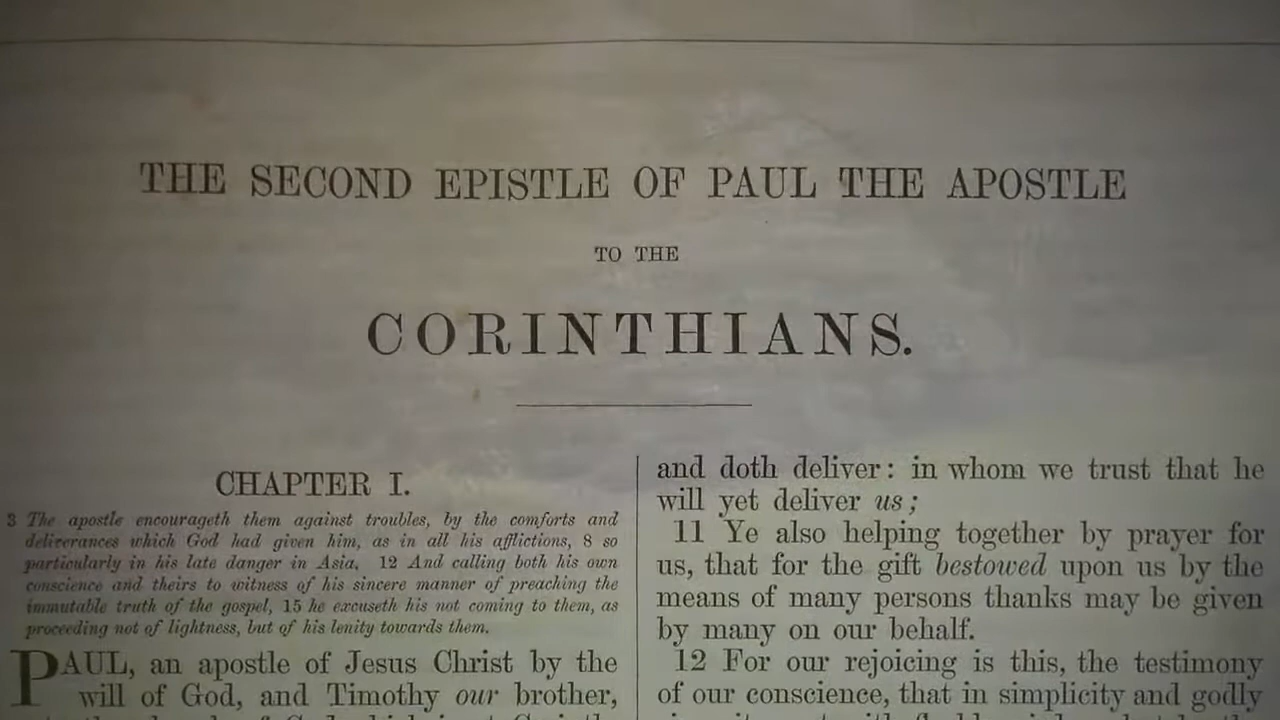 THE SECOND EPISTLE OF PAUL THE APOSTLE
TO THE
CORINTHIANS.
CHAPTER I.
3 The apostle encourageth them against troubles, by the comforts and
deliverances which God had given him, as in all his afflictions, 8 so
particularly in his late danger in Asia, 12 And calling both his own
conscience and theirs to witness of his sincere manner of preaching the
immutable truth of the gospel, 15 he excuseth his not coming to them, as
proceeding not of lightness, but of his lenity towards them.
PAUL, an apostle of Jesus Christ by the
will of God, and Timothy our brother,
and doth deliver: in whom we trust that he
will yet deliver us;
11 Ye also helping together by prayer for
us, that for the gift bestowed upon us by the
means of many persons thanks may be given
by many on our behalf.
12 For our rejoicing is this, the testimony
of our conscience, that in simplicity and godly